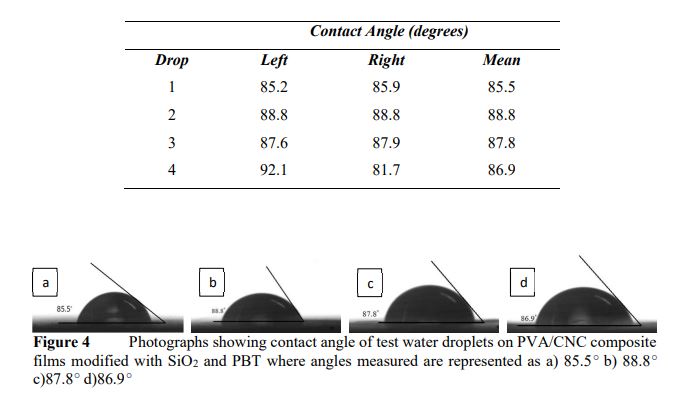 Contact Angle (degrees)
Drop Left Right Mean
1 85.2 85.9 85.5
2 88.8 88.8 88.8
3 87.6 87.9 87.8
4 92.1 81.7 86.9
a b c d
85.5° 88.8° 87.8° 86.9°
Figure 4 Photographs showing contact angle of test water droplets on PVA/CNC composite
films modified with SiO₂ and PBT where angles measured are represented as a) 85.5° b) 88.8°
c)87.8° d)86.9°